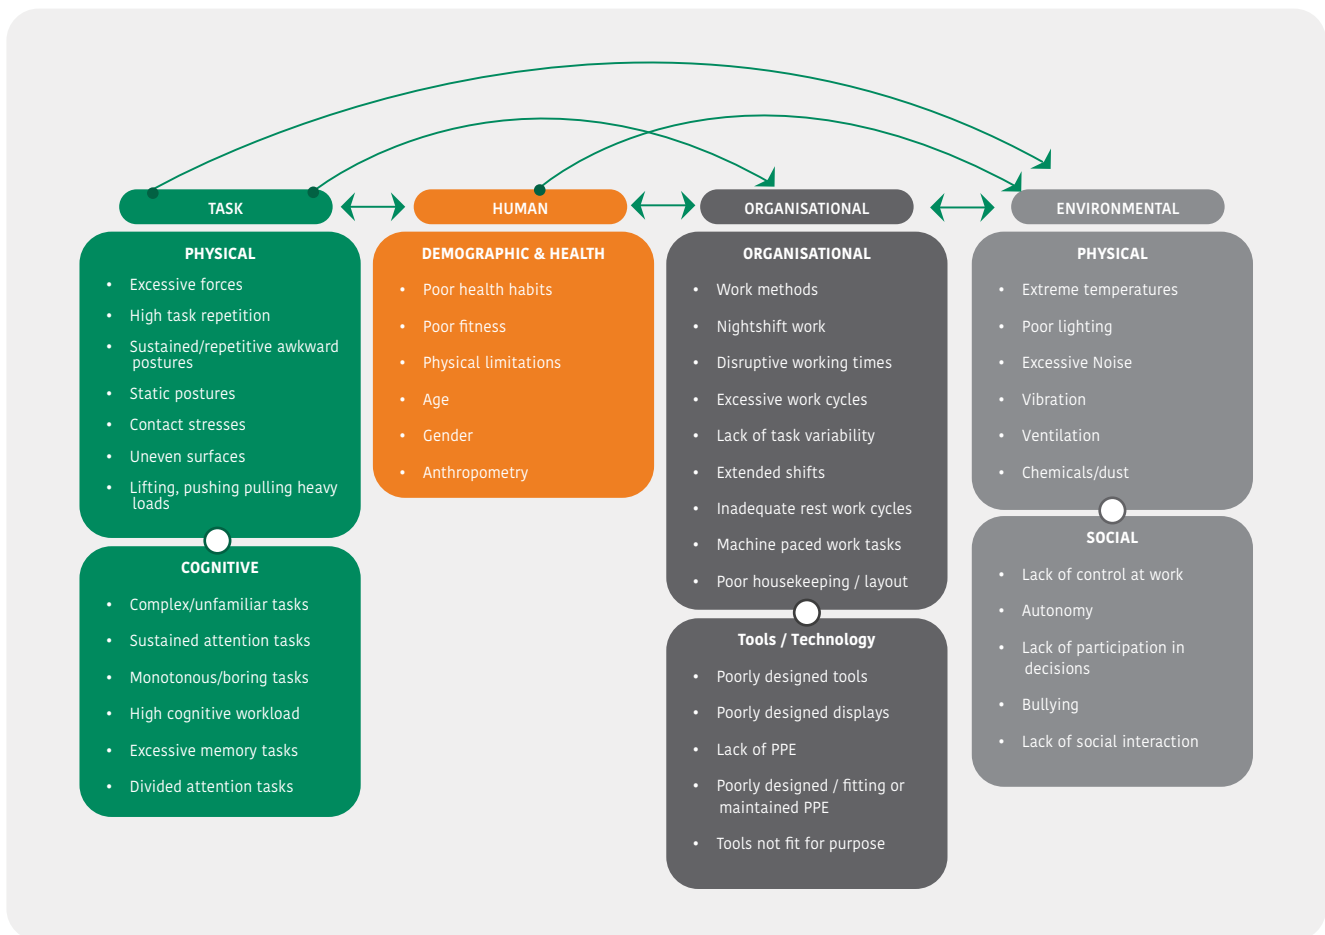 TASK
HUMAN
ORGANISATIONAL
ENVIRONMENTAL
PHYSICAL
• Excessive forces
• High task repetition
• Sustained/repetitive awkward
postures
• Static postures
• Contact stresses
• Uneven surfaces
• Lifting, pushing pulling heavy
loads
COGNITIVE
• Complex/unfamiliar tasks
• Sustained attention tasks
• Monotonous/boring tasks
• High cognitive workload
• Excessive memory tasks
• Divided attention tasks
DEMOGRAPHIC & HEALTH
• Poor health habits
• Poor fitness
• Physical limitations
• Age
• Gender
• Anthropometry
ORGANISATIONAL
• Work methods
• Nightshift work
• Disruptive working times
• Excessive work cycles
• Lack of task variability
• Extended shifts
• Inadequate rest work cycles
• Machine paced work tasks
• Poor housekeeping / layout
Tools / Technology
• Poorly designed tools
• Poorly designed displays
• Lack of PPE
• Poorly designed / fitting or
maintained PPE
• Tools not fit for purpose
PHYSICAL
• Extreme temperatures
• Poor lighting
• Excessive Noise
• Vibration
• Ventilation
• Chemicals/dust
SOCIAL
• Lack of control at work
• Autonomy
• Lack of participation in
decisions
• Bullying
• Lack of social interaction